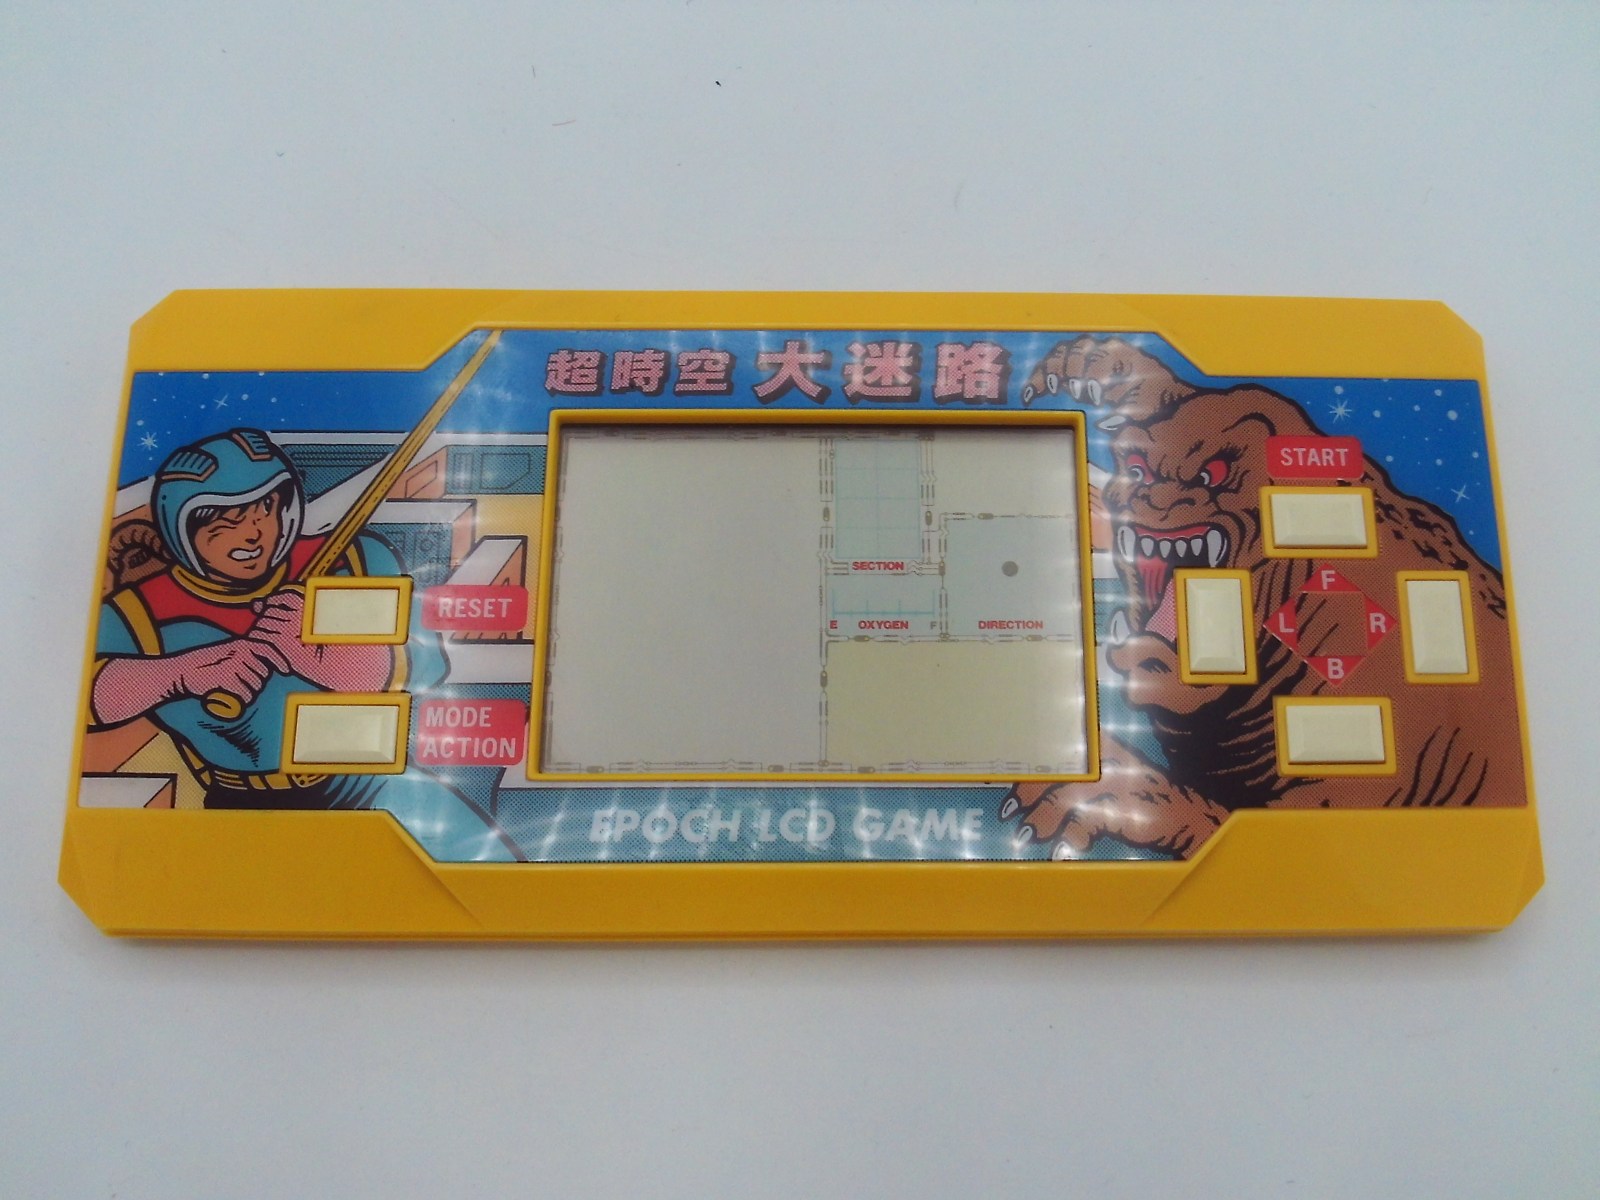 超時空大迷路
START
SECTION
RESET
F
L
R
B
E OXYGEN F
DIRECTION
MODE
ACTION
EPOCH LCD GAME